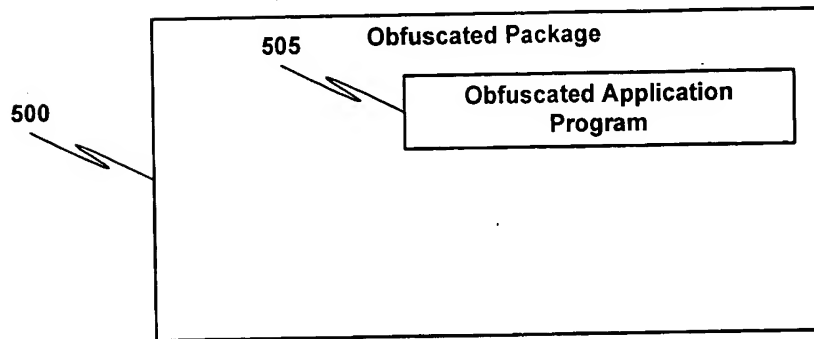 Obfuscated Package
505
Obfuscated Application
Program
500